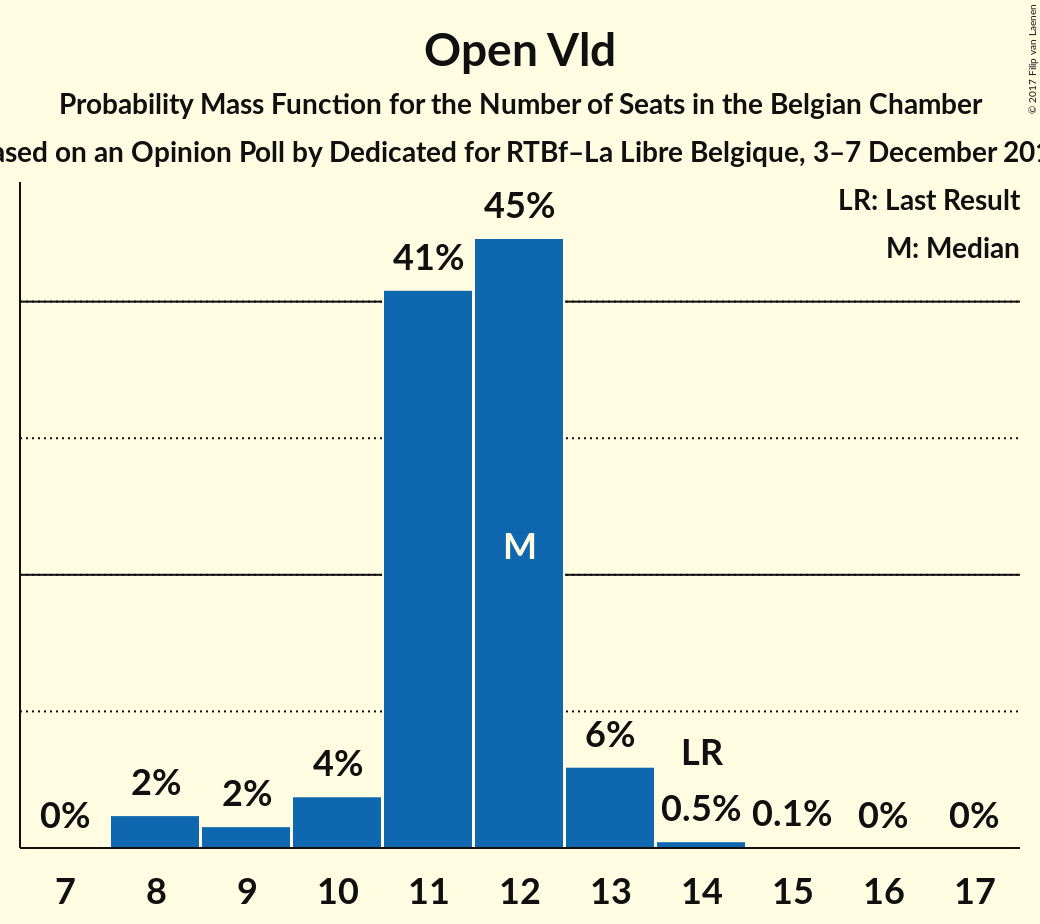 Open Vld
Probability Mass Function for the Number of Seats in the Belgian Chamber
on an Opinion Poll by Dedicated for RTBf–La Libre Belgique, 3–7 December
LR: Last Result
M: Median
45%
41%
M
6%
LR
4%
2%
2%
0%
0.5%
0.1%
0%
0%
7 8 9 10 11 12 13 14 15 16 17
© 2017 Filip van Laenen